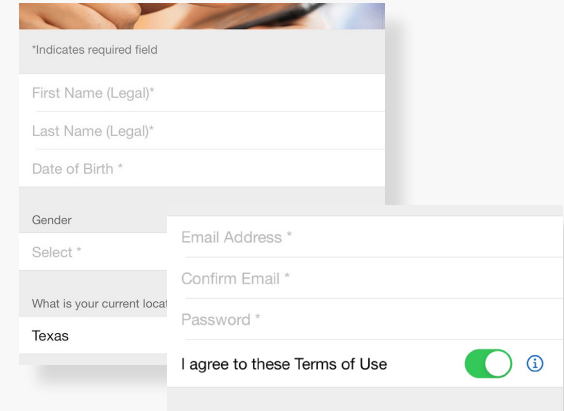 *Indicates required field
First Name (Legal)*
Last Name (Legal)*
Date of Birth *
Gender
Select *
What is your current
Texas
Email Address *
Confirm Email *
Password *
I agree to these Terms of Use